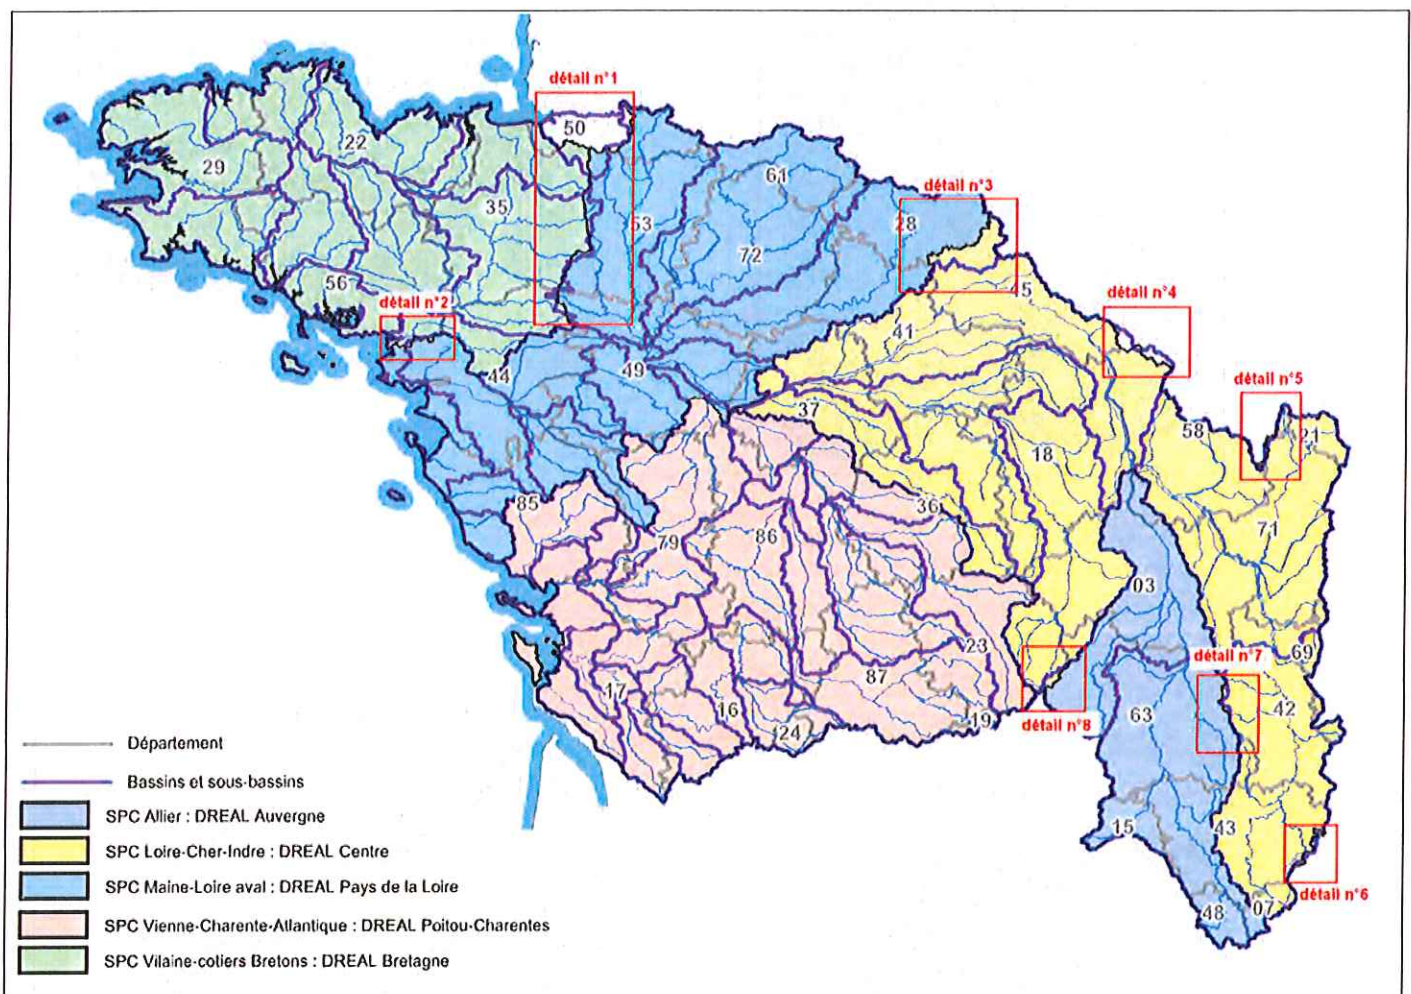 détail n°1
50
22
29
61
détail n°3
35
53
28
72
56
détail n°2
45
détail n°4
41
44
49
détail n°5
37
58
21
18
85
36
79
86
71
03
23
69
détail n°7
87
17
16
63
42
19
détail n°8
24
Département
Bassins et sous-bassins
SPC Allier : DREAL Auvergne
15
43
SPC Loire-Cher-Indre : DREAL Centre
SPC Maine-Loire aval : DREAL Pays de la Loire
détail n°6
48
07
SPC Vienne-Charente-Atlantique : DREAL Poitou-Charentes
SPC Vilaine-cotiers Bretons : DREAL Bretagne